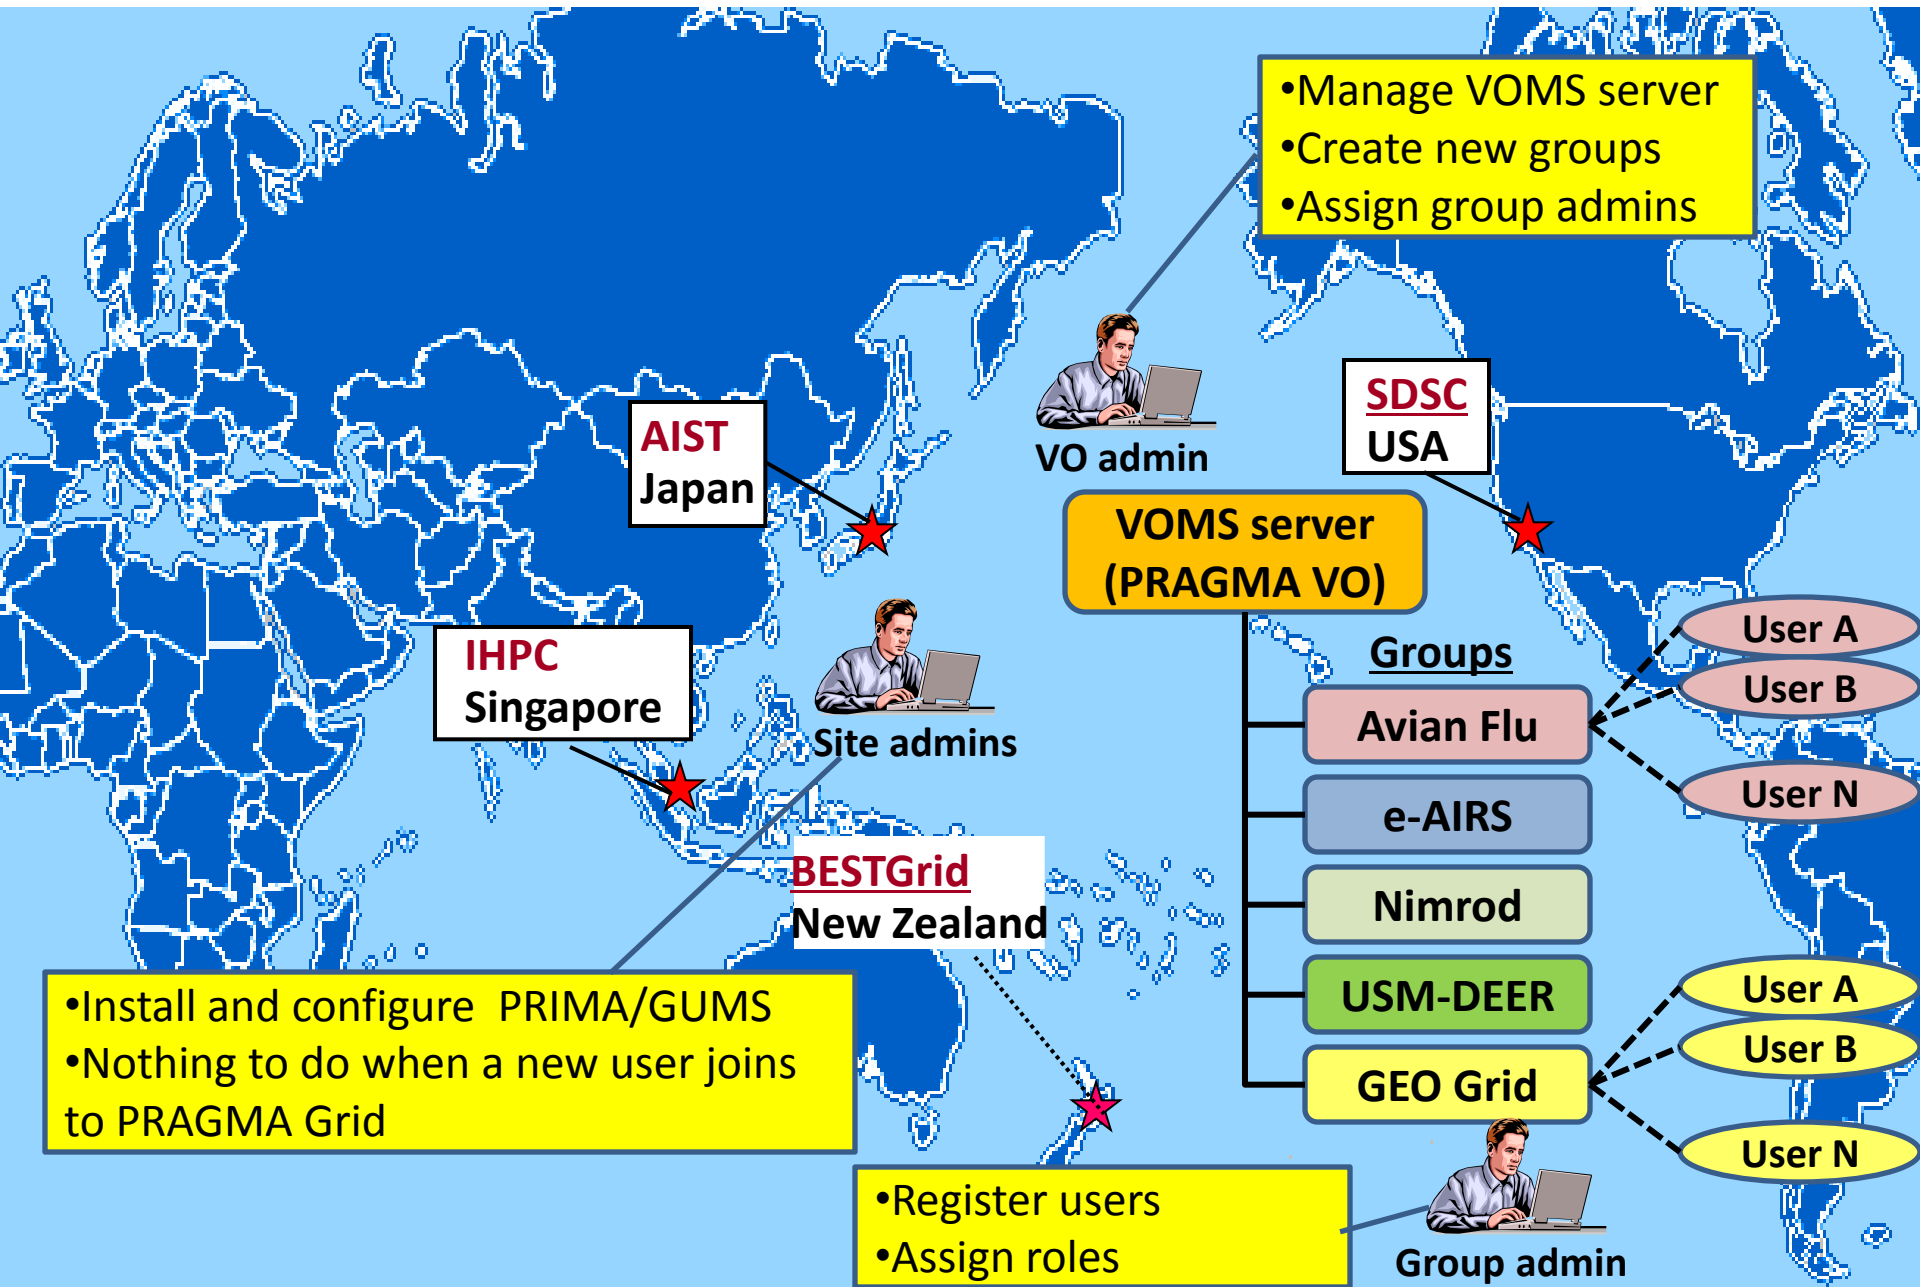 •Manage VOMS server
•Create new groups
•Assign group admins
VO admin
SDSC
USA
AIST
Japan
VOMS server
(PRAGMA VO)
IHPC
Singapore
Site admins
Groups
Avian Flu
User A
User B
User N
e-AIRS
Nimrod
USM-DEER
GEO Grid
User A
User B
User N
BESTGrid
New Zealand
•Install and configure PRIMA/GUMS
•Nothing to do when a new user joins
to PRAGMA Grid
•Register users
•Assign roles
Group admin